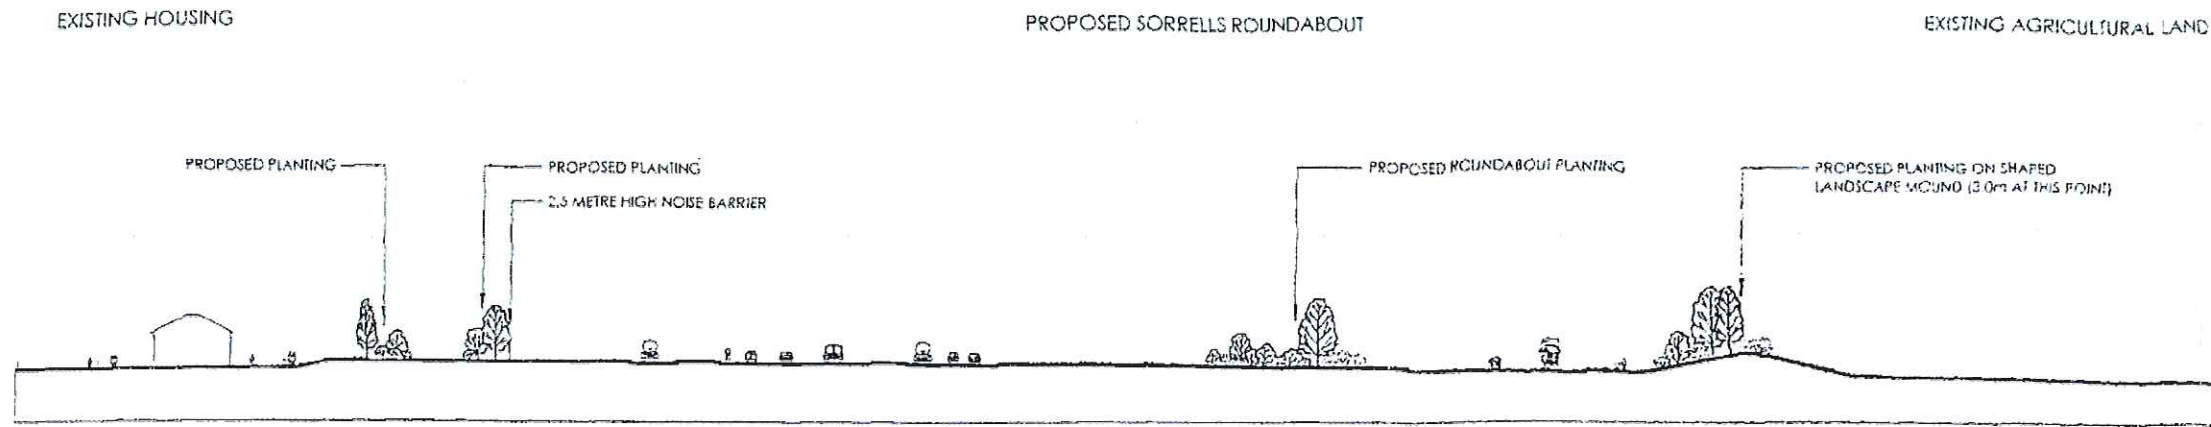 EXISTING HOUSING
PROPOSED SORRELLS ROUNDABOUT
EXISTING AGRICULTURAL LAND
PROPOSED PLANTING
PROPOSED PLANTING
2.5 METRE HIGH NOISE BARRIER
PROPOSED ROUNDABOUT PLANTING
PROPOSED PLANTING ON SHAPED
LANDSCAPE MOUND (3.0m AT THIS POINT)